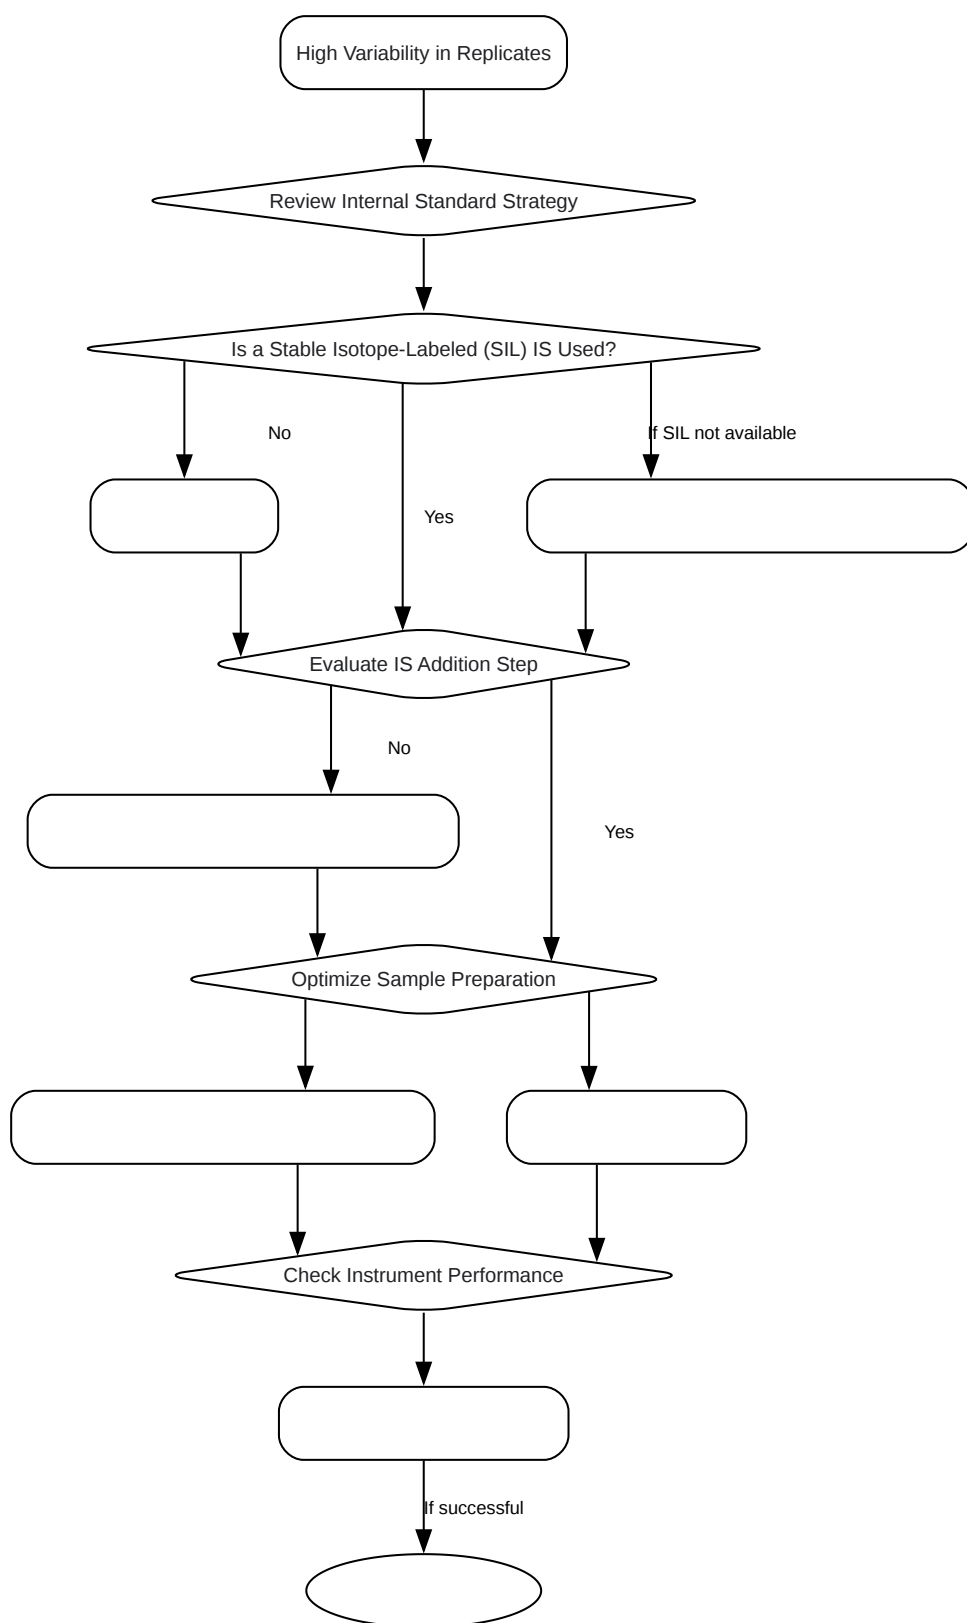 High Variability in Replicates
Review Internal Standard Strategy
Is a Stable Isotope-Labeled (SIL) IS Used?
No
If SIL not available
Yes
Evaluate IS Addition Step
No
Yes
Optimize Sample Preparation
Check Instrument Performance
If successful